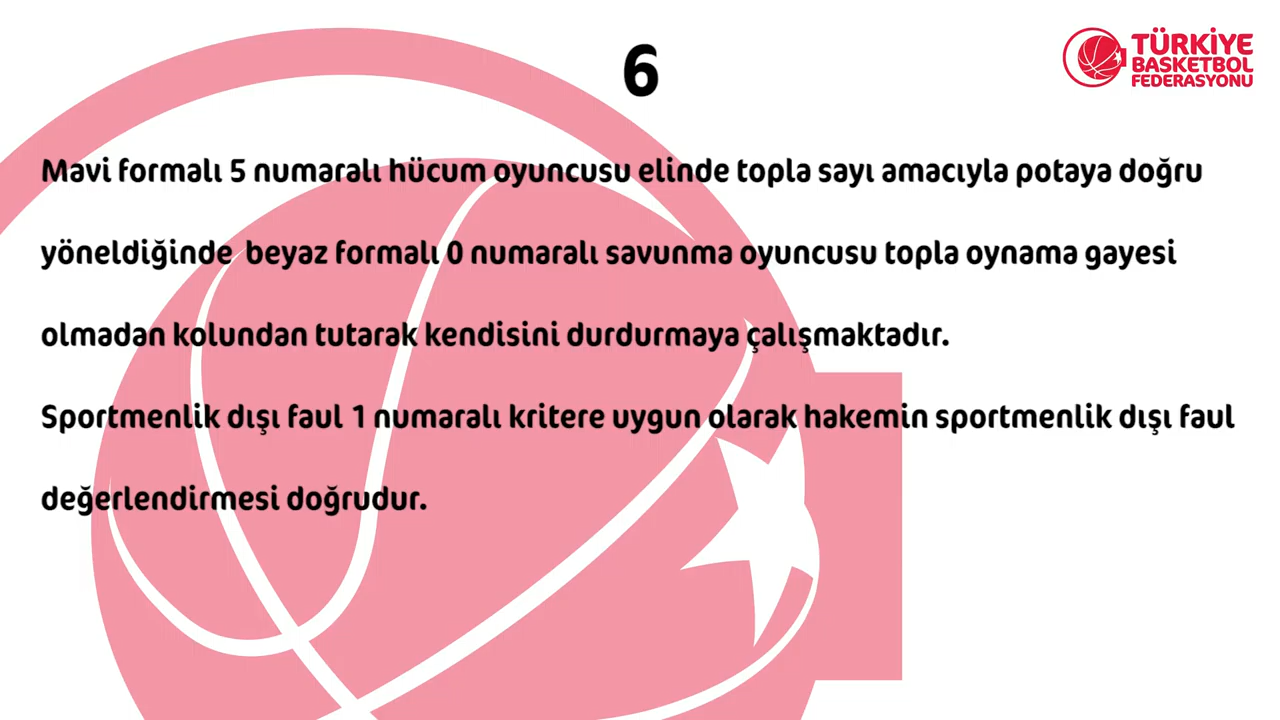 6
TÜRKİYE
BASKETBOL
FEDERASYONU
Mavi formalı 5 numaralı hücum oyuncusu elinde topla sayı amacıyla potaya doğru
yöneldiğinde beyaz formalı 0 numaralı savunma oyuncusu topla oynama gayesi
olmadan kolundan tutarak kendisini durdurmaya çalışmaktadır.
Sportmenlik dışı faul 1 numaralı kritere uygun olarak hakemin sportmenlik dışı faul
değerlendirmesi doğrudur.